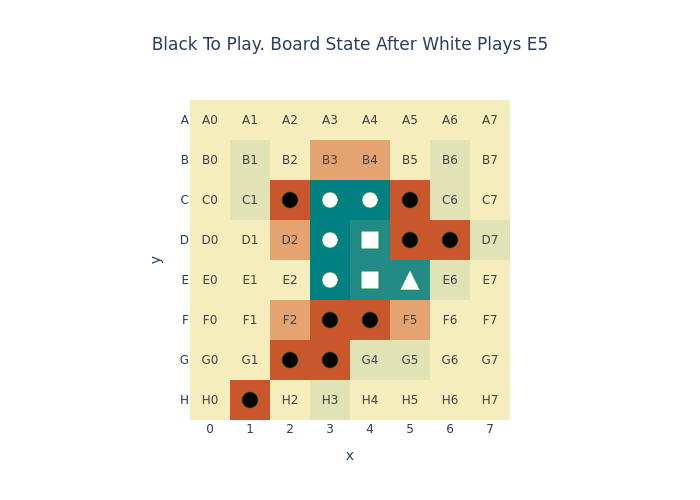 Black To Play. Board State After White Plays E5
A A0 A1 A2 A3 A4 A5 A6 A7
B B0 B1 B2 B3 B4 B5 B6 B7
C C0 C1 C6 C7
D D0 D1 D2 D7
y
E E0 E1 E2 E6 E7
F F0 F1 F2 F5 F6 F7
G G0 G1 G4 G5 G6 G7
H H0 H2 H3 H4 H5 H6 H7
0 1 2 3 4 5 6 7
x